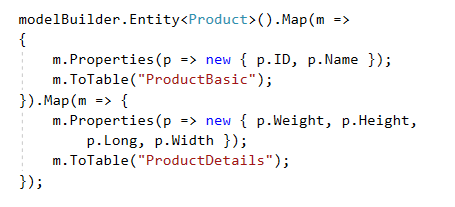 modelBuilder.Entity<Product>().Map(m =>
{
    m.Properties(p => new { p.ID, p.Name });
    m.ToTable("ProductBasic");
}).Map(m => {
    m.Properties(p => new { p.Weight, p.Height,
        p.Long, p.Width });
    m.ToTable("ProductDetails");
});